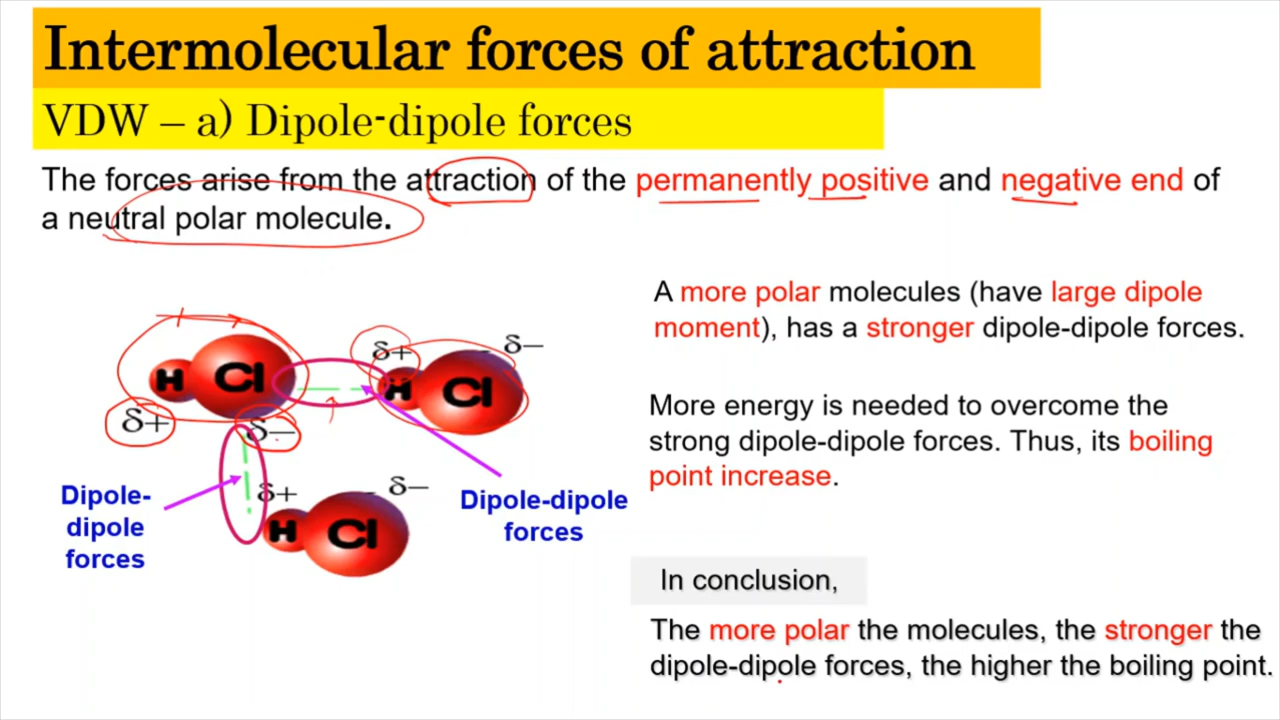 Intermolecular forces of attraction
VDW – a) Dipole-dipole forces
The forces arise from the attraction of the permanently positive and negative end of
a neutral polar molecule.
A more polar molecules (have large dipole
moment), has a stronger dipole-dipole forces.
More energy is needed to overcome the
strong dipole-dipole forces. Thus, its boiling
point increase.
In conclusion,
The more polar the molecules, the stronger the
dipole-dipole forces, the higher the boiling point.
H Cl
δ+
δ−
δ+
δ−
H Cl
δ+
δ−
H Cl
Dipole-
dipole
forces
Dipole-dipole
forces